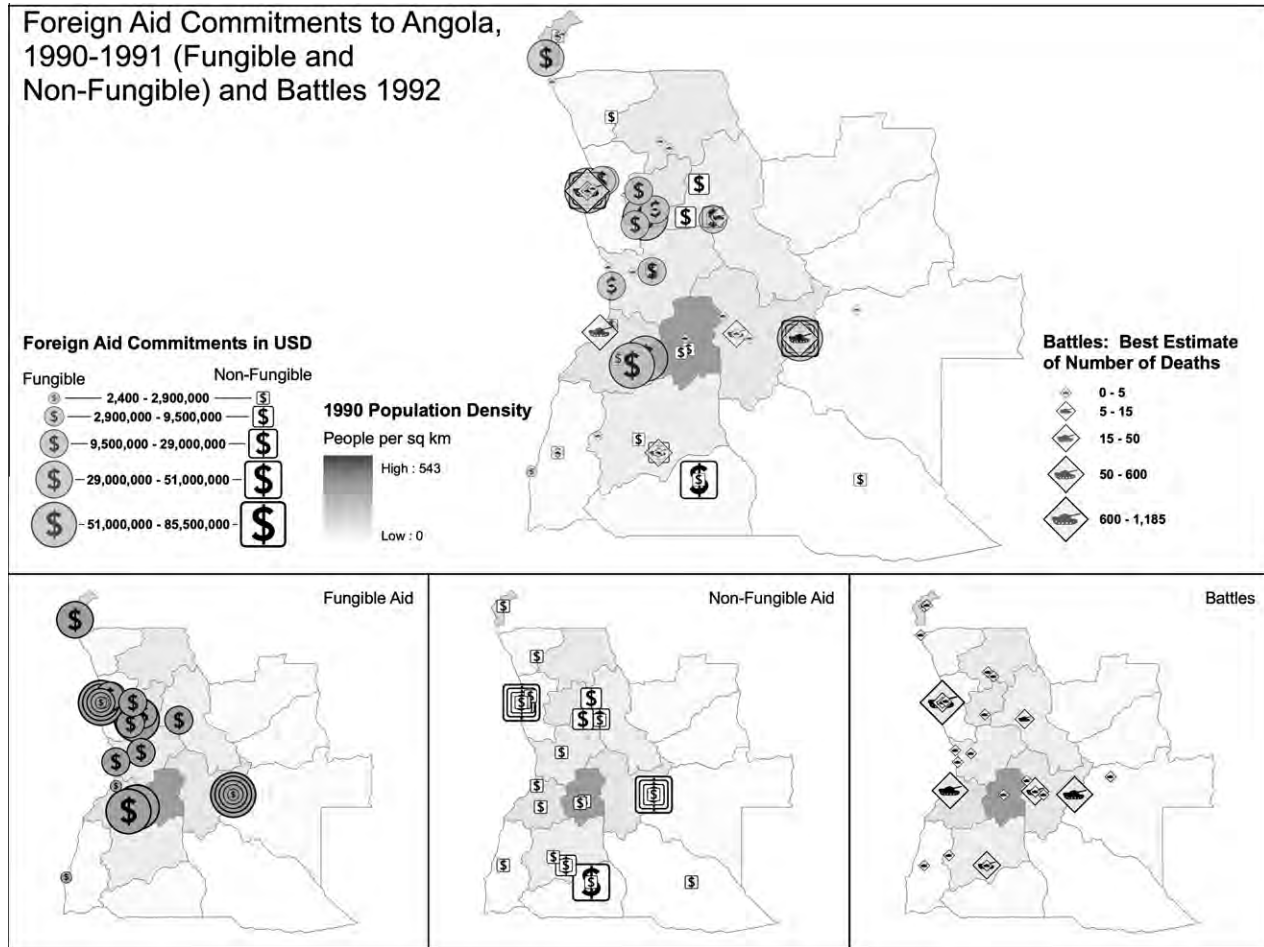 Foreign Aid Commitments to Angola,
1990-1991 (Fungible and
Non-Fungible) and Battles 1992
Foreign Aid Commitments in USD
Fungible Non-Fungible
$ 2,400 - 2,900,000 $
$ 2,900,000 - 9,500,000 $
$ 9,500,000 - 29,000,000 $
$ 29,000,000 - 51,000,000 $
$ 51,000,000 - 85,500,000 $
1990 Population Density
People per sq km
High : 543
Low : 0
Battles: Best Estimate
of Number of Deaths
0 - 5
5 - 15
15 - 50
50 - 600
600 - 1,185
Fungible Aid
Non-Fungible Aid
Battles